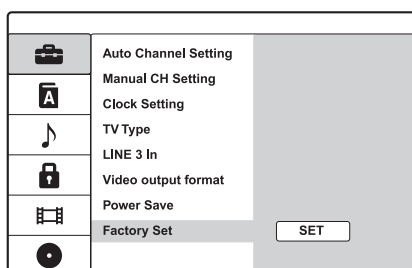 Auto Channel Setting
Manual CH Setting
A
Clock Setting
TV Type
LINE 3 In
Video output format
Power Save
Factory Set SET